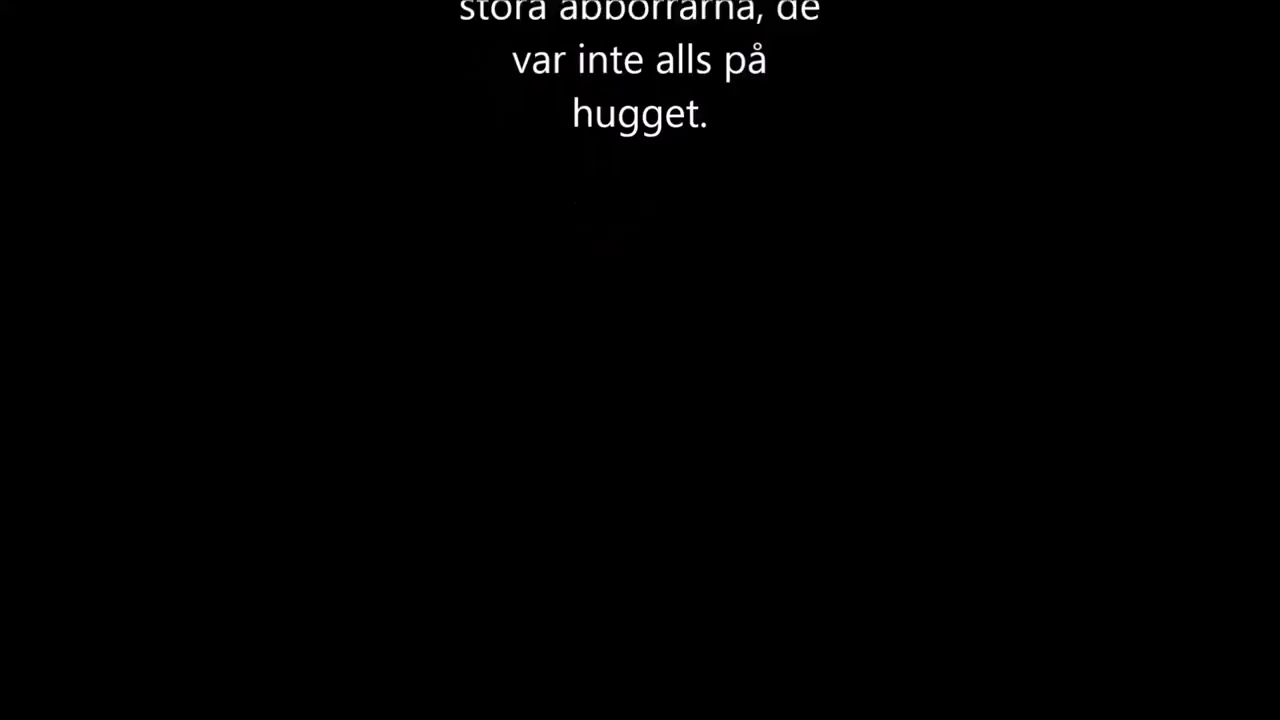 stora abborrarna, de
var inte alls på
hugget.